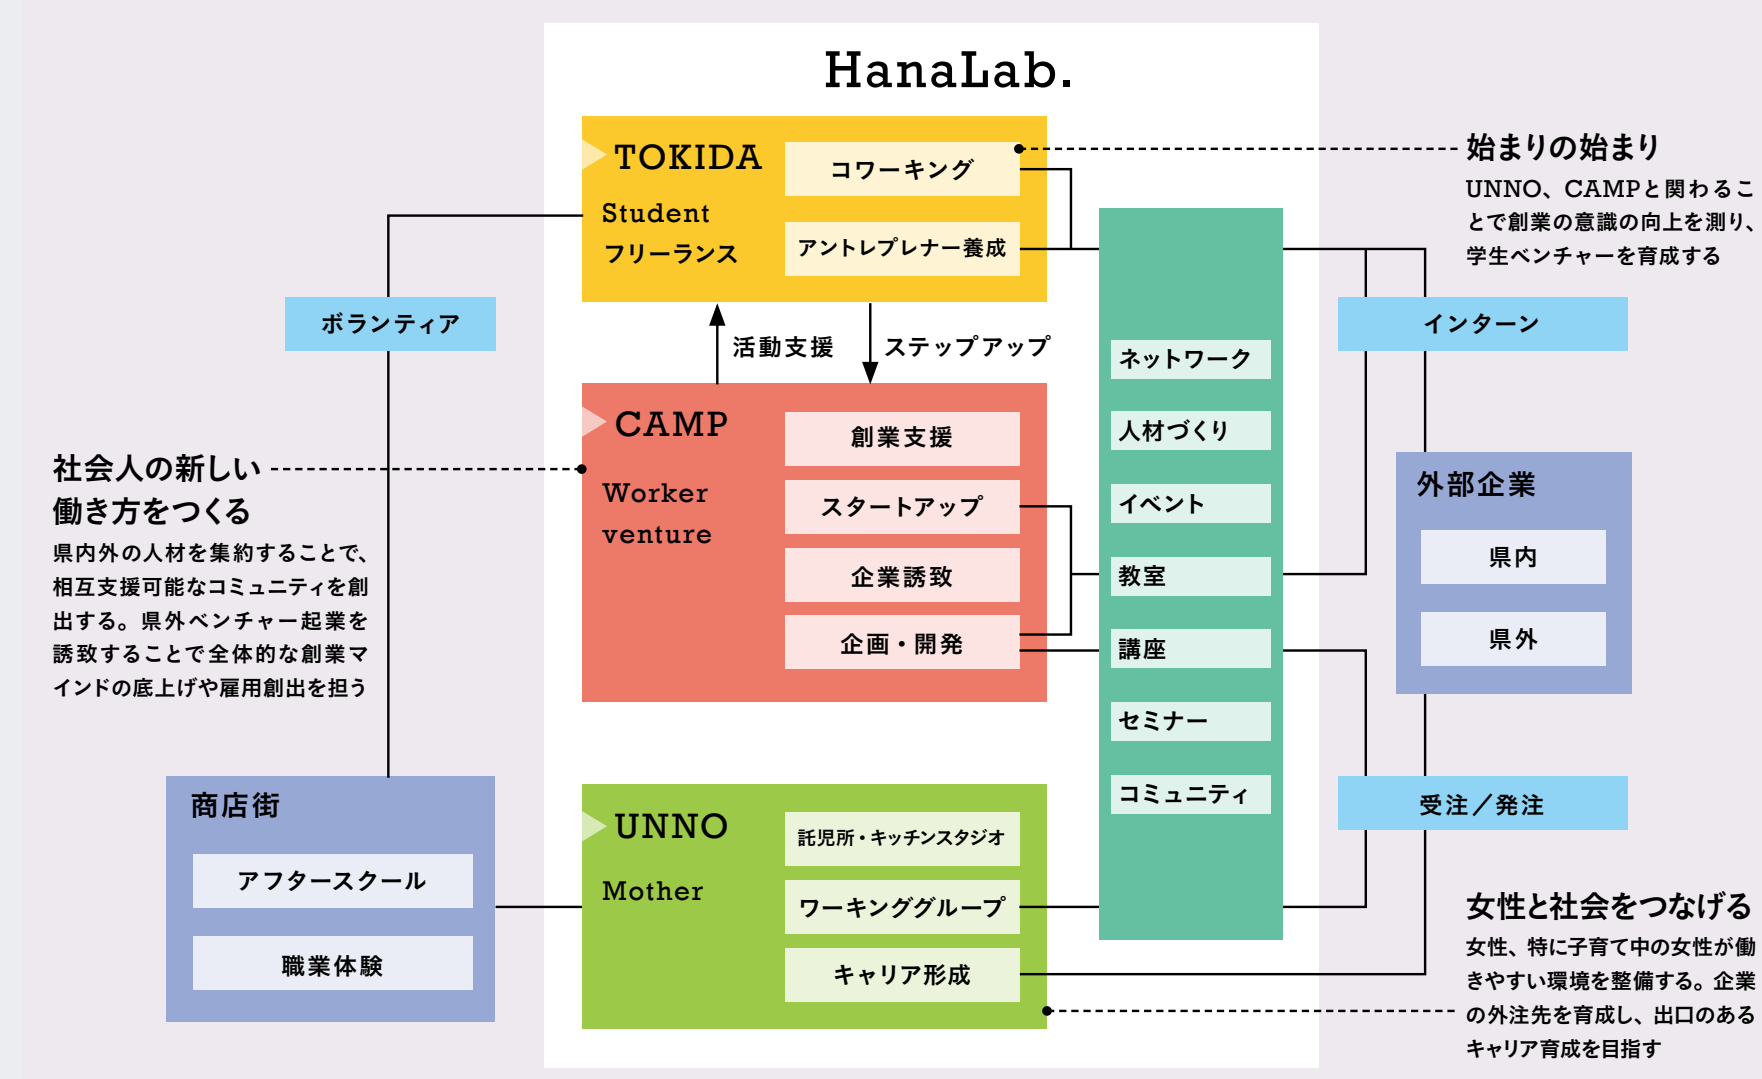 HanaLab.
TOKIDA
Student
フリーランス
コワーキング
アントレプレナー養成
始まりの始まり
UNNO、CAMPと関わるこ
とで創業の意識の向上を測り、
学生ベンチャーを育成する
ボランティア
活動支援
ステップアップ
インターン
CAMP
Worker
venture
創業支援
スタートアップ
企業誘致
企画・開発
社会人の新しい
働き方をつくる
県内外の人材を集約することで、
相互支援可能なコミュニティを創
出する。県外ベンチャー起業を
誘致することで全体的な創業マ
インドの底上げや雇用創出を担う
ネットワーク
人材づくり
イベント
教室
講座
セミナー
コミュニティ
外部企業
県内
県外
受注／発注
商店街
アフタースクール
職業体験
UNNO
Mother
託児所・キッチンスタジオ
ワーキンググループ
キャリア形成
女性と社会をつなげる
女性、特に子育て中の女性が働
きやすい環境を整備する。企業
の外注先を育成し、出口のある
キャリア育成を目指す